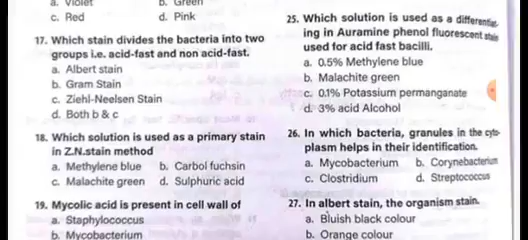 a. Violet b. Green
c. Red d. Pink
17. Which stain divides the bacteria into two
groups i.e. acid-fast and non acid-fast.
a. Albert stain
b. Gram Stain
c. Ziehl-Neelsen Stain
d. Both b & c
18. Which solution is used as a primary stain
in Z.N.stain method
a. Methylene blue b. Carbol fuchsin
c. Malachite green d. Sulphuric acid
19. Mycolic acid is present in cell wall of
a. Staphylococcus
b. Mycobacterium
25. Which solution is used as a differentia
ing in Auramine phenol fluorescent stain
used for acid fast bacilli.
a. 0.5% Methylene blue
b. Malachite green
c. 0.1% Potassium permanganate
d. 3% acid Alcohol
26. In which bacteria, granules in the cyto-
plasm helps in their identification.
a. Mycobacterium b. Corynebacterium
c. Clostridium d. Streptococcus
27. In albert stain, the organism stain.
a. Bluish black colour
b. Orange colour